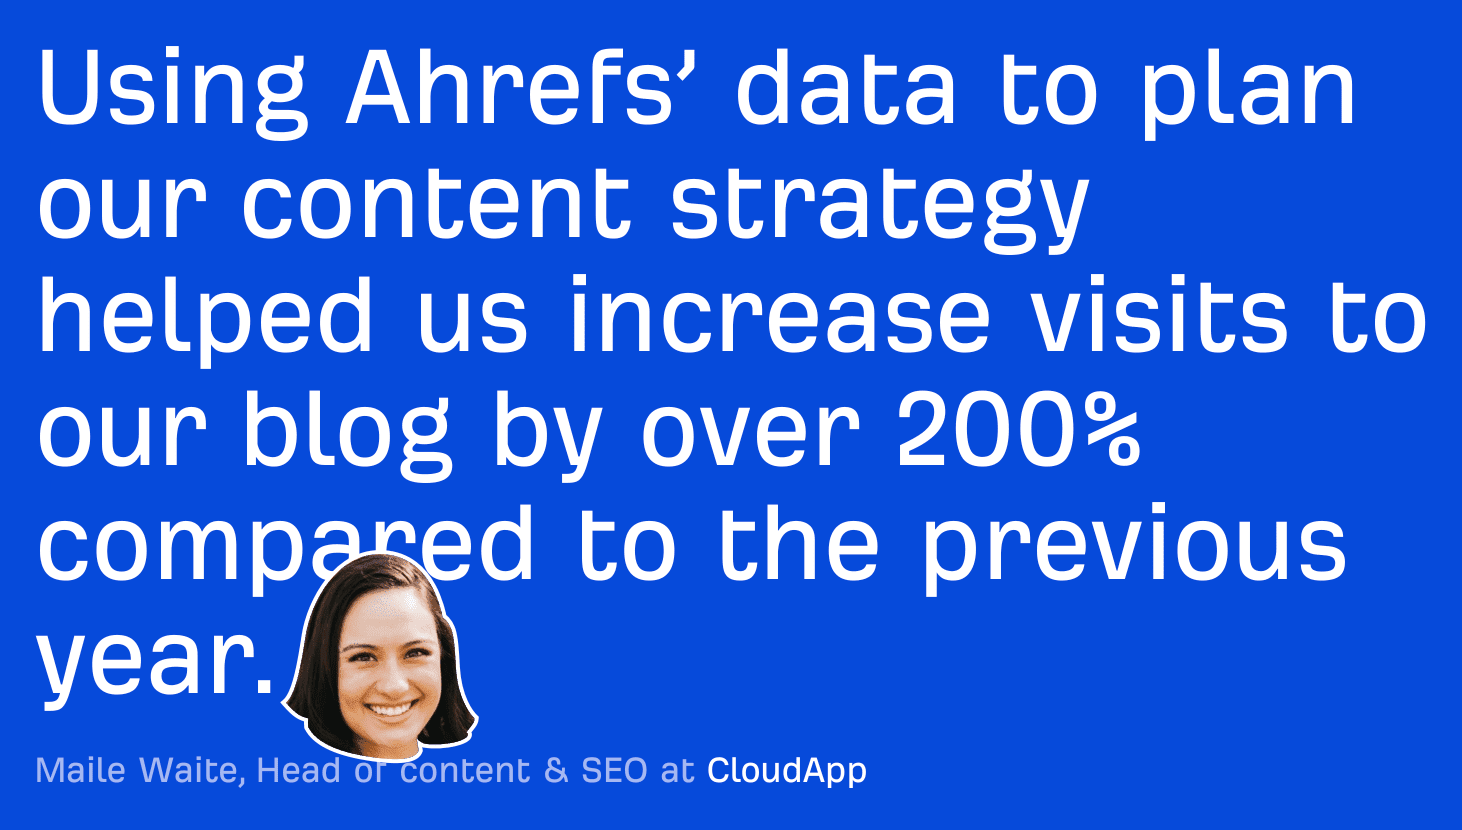 Using Ahrefs’ data to plan
our content strategy
helped us increase visits to
our blog by over 200%
compared to the previous
year.
Maile Waite, Head of content & SEO at CloudApp